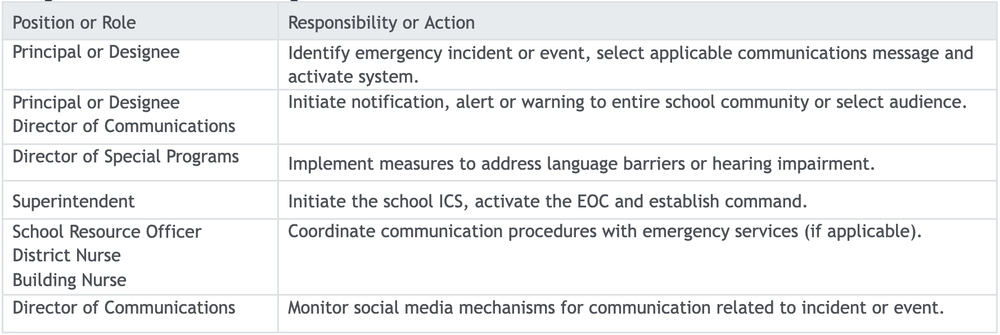 Position or Role
Responsibility or Action
Principal or Designee
Identify emergency incident or event, select applicable communications message and
activate system.
Principal or Designee
Director of Communications
Initiate notification, alert or warning to entire school community or select audience.
Director of Special Programs
Implement measures to address language barriers or hearing impairment.
Superintendent
Initiate the school ICS, activate the EOC and establish command.
School Resource Officer
District Nurse
Building Nurse
Coordinate communication procedures with emergency services (if applicable).
Director of Communications
Monitor social media mechanisms for communication related to incident or event.